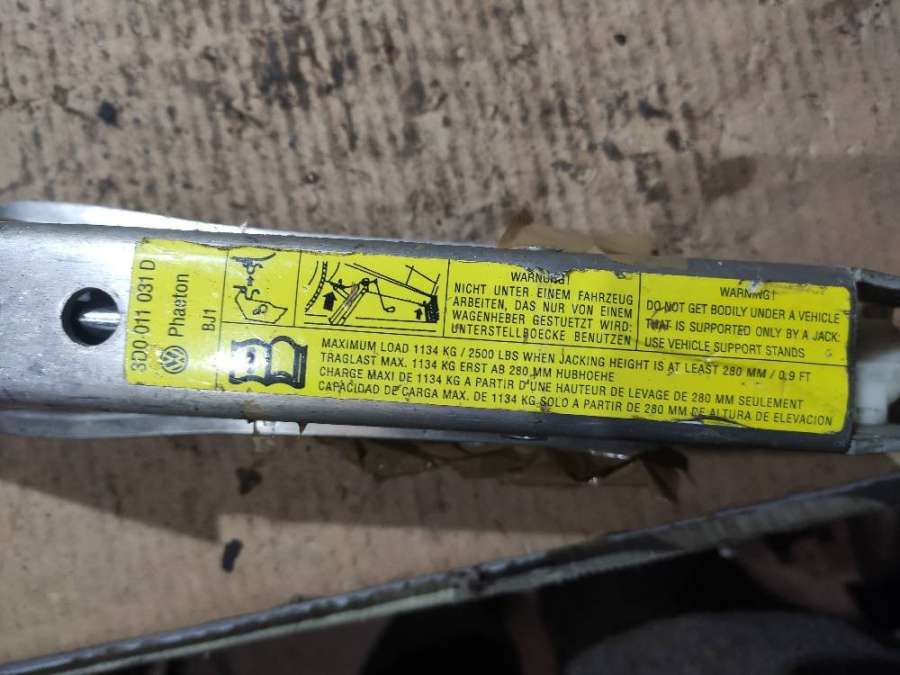 3D0 011 031 D
Phaeton
BJ1
WARNUNG!
NICHT UNTER EINEM FAHRZEUG
ARBEITEN, DAS NUR VON EINEM
WAGENHEBER GESTUETZT WIRD:
UNTERSTELLBOECKE BENUTZEN
WARNING!
DO NOT GET BODILY UNDER A VEHICLE
THAT IS SUPPORTED ONLY BY A JACK.
USE VEHICLE SUPPORT STANDS
MAXIMUM LOAD 1134 KG / 2500 LBS WHEN JACKING HEIGHT IS AT LEAST 280 MM / 0,9 FT
TRAGLAST MAX. 1134 KG ERST AB 280 MM HUBHOEHE
CHARGE MAXI DE 1134 KG A PARTIR D'UNE HAUTEUR DE LEVAGE DE 280 MM SEULEMENT
CAPACIDAD DE CARGA MAX. DE 1134 KG SOLO A PARTIR DE 280 MM DE ALTURA DE ELEVACION